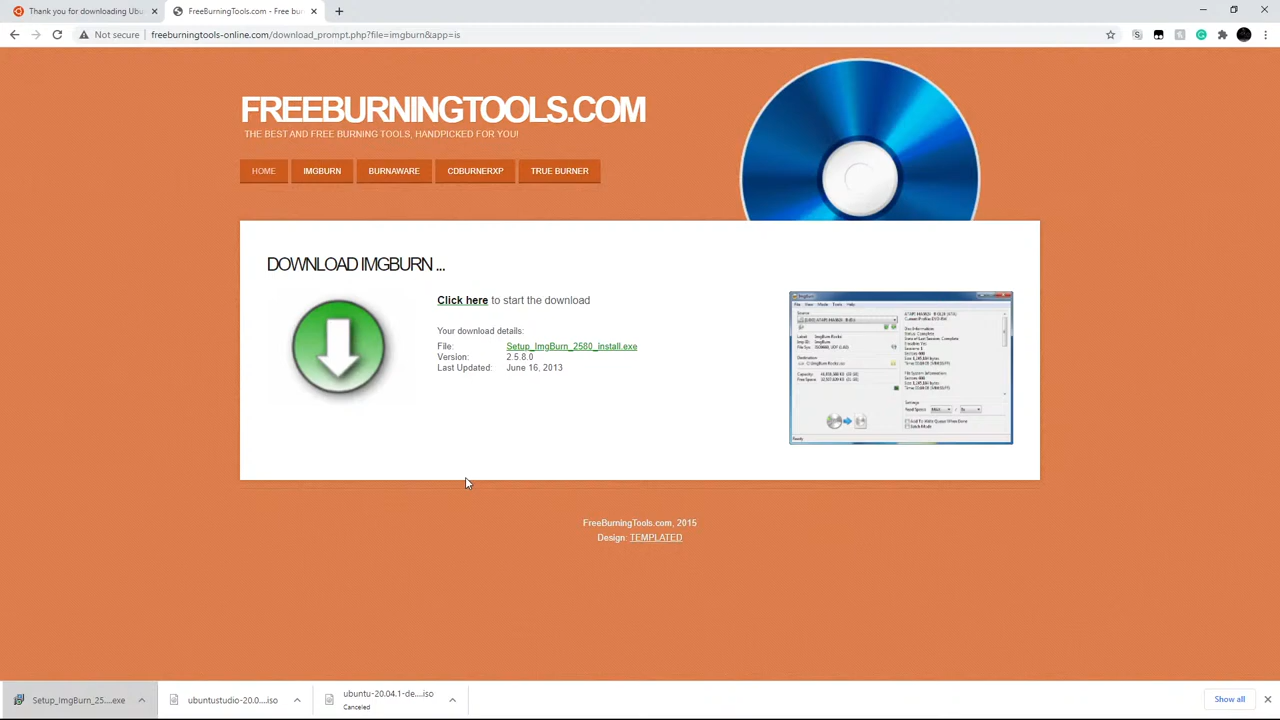 Thank you for downloading Ubu
FreeBurningTools.com - Free bur
Not secure
freeburningtools-online.com/download_prompt.php?file=imgburn&app=is
FREEBURNINGTOOLS.COM
THE BEST AND FREE BURNING TOOLS, HANDPICKED FOR YOU!
HOME
IMGBURN
BURNAWARE
CDBURNERXP
TRUE BURNER
DOWNLOAD IMGBURN ...
Click here to start the download
Your download details:
File: Setup_ImgBurn_2580_install.exe
Version: 2.5.8.0
Last Updated: June 16, 2013
FreeBurningTools.com, 2015
Design: TEMPLATED
Setup_ImgBurn_25....exe
ubuntustudio-20.0....iso
ubuntu-20.04.1-de....iso
Canceled
Show all